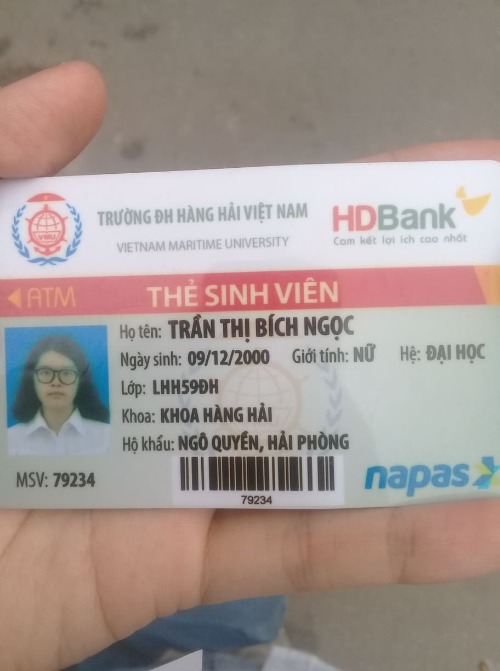 TRƯỜNG ĐH HÀNG HẢI VIỆT NAM
VIETNAM MARITIME UNIVERSITY
VMU
HDBank
Cam kết lợi ích cao nhất
ATM
THẺ SINH VIÊN
Họ tên: TRẦN THỊ BÍCH NGỌC
Ngày sinh: 09/12/2000 Giới tính: NỮ Hệ: ĐẠI HỌC
Lớp: LHH59ĐH
Khoa: KHOA HÀNG HẢI
Hộ khẩu: NGÔ QUYỀN, HẢI PHÒNG
MSV: 79234
79234
napas